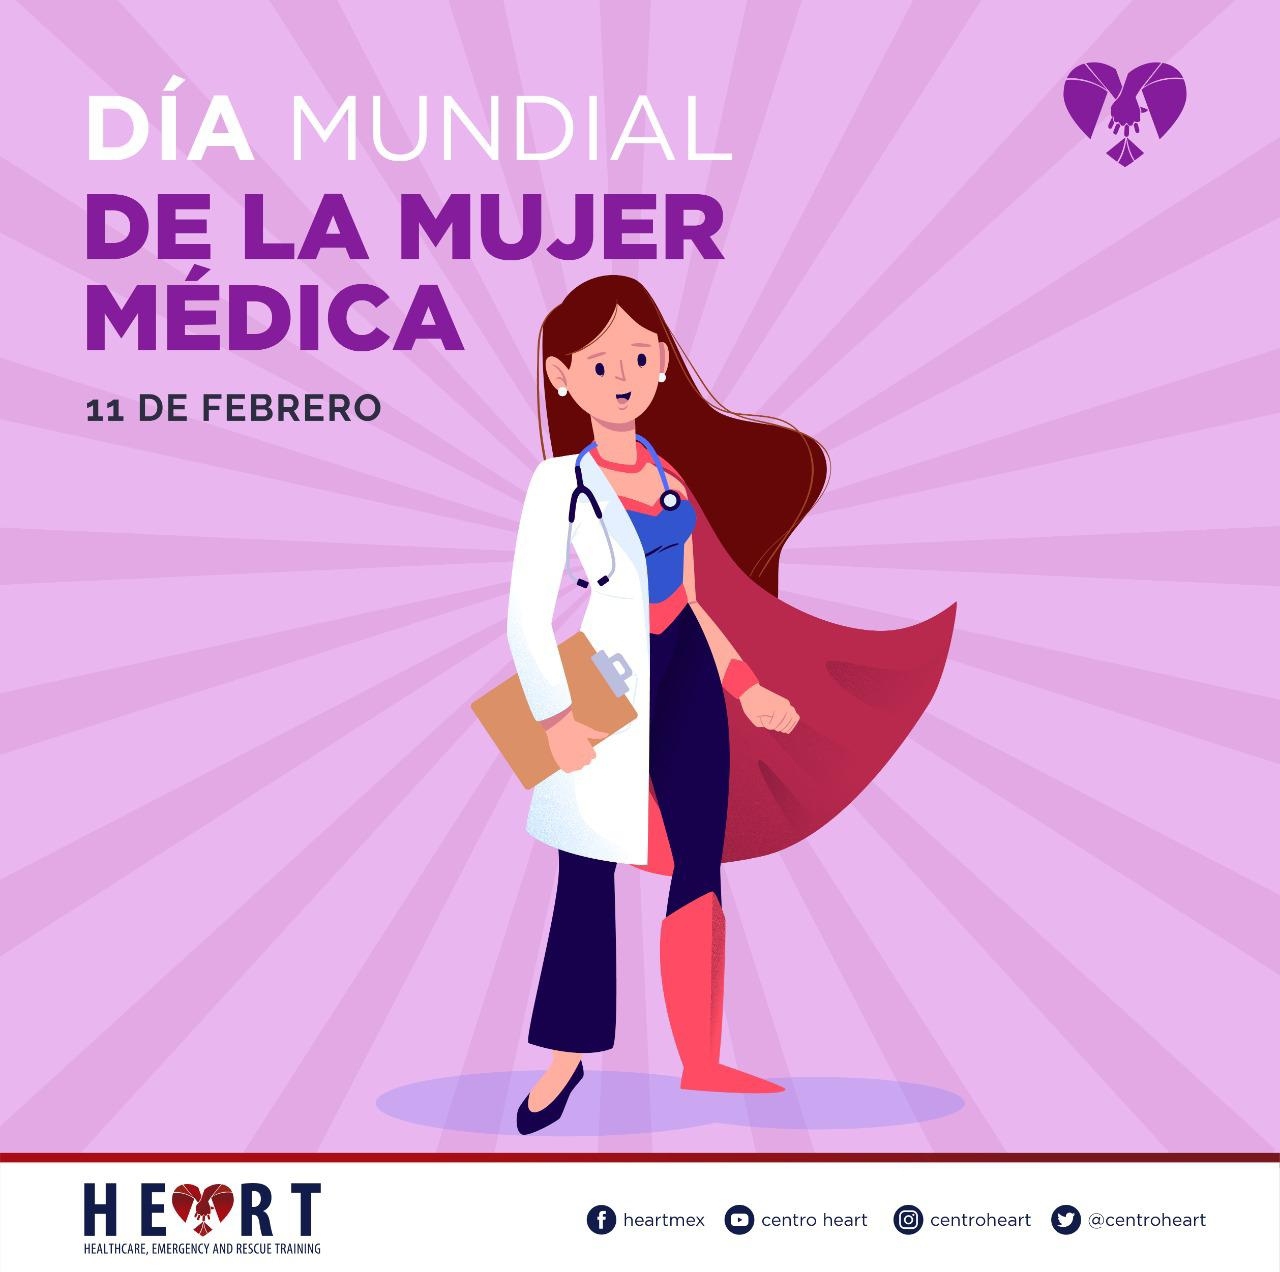 DÍA MUNDIAL
DE LA MUJER
MÉDICA
11 DE FEBRERO
HEART
HEALTHCARE, EMERGENCY AND RESCUE TRAINING
heartmex
centro heart
centroheart
@centroheart